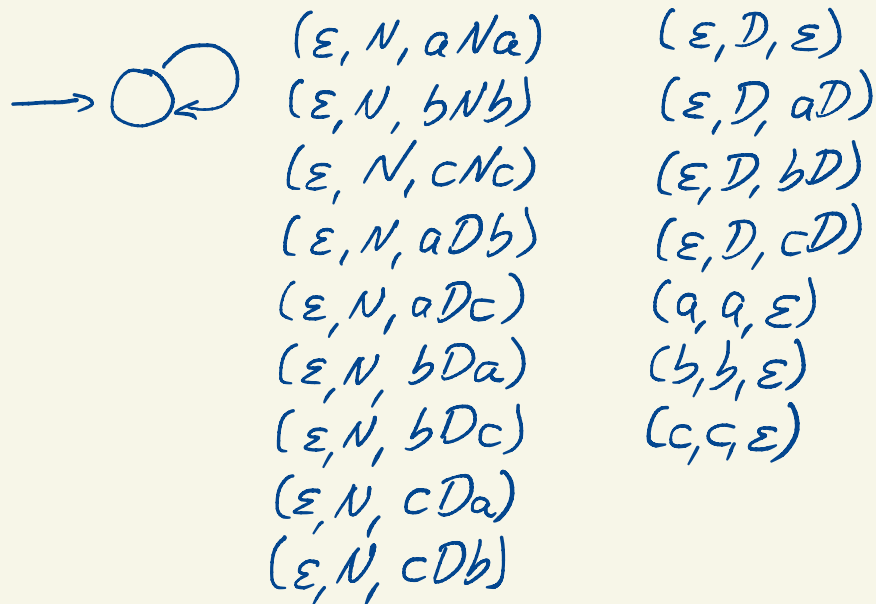 (ε, N, aNa) (ε, D, ε)
(ε, N, bNb) (ε, D, aD)
(ε, N, cNc) (ε, D, bD)
(ε, N, aDb) (ε, D, cD)
(ε, N, aDc) (a, a, ε)
(ε, N, bDa) (b, b, ε)
(ε, N, bDc) (c, c, ε)
(ε, N, cDa)
(ε, N, cDb)